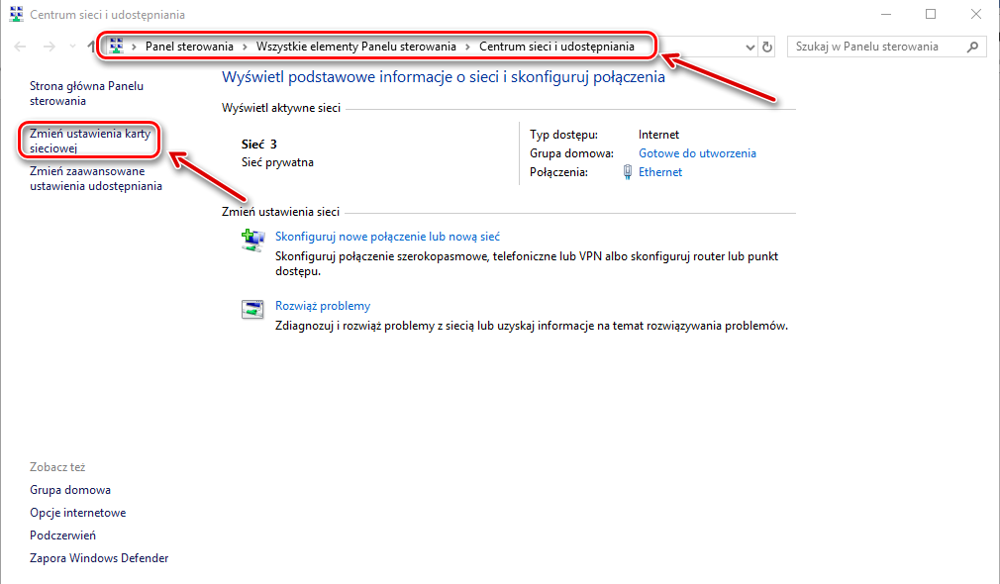 Centrum sieci i udostępniania
Panel sterowania > Wszystkie elementy Panelu sterowania > Centrum sieci i udostępniania
Szukaj w Panelu sterowania
Strona główna Panelu
sterowania
Zmień ustawienia karty
sieciowej
Zmień zaawansowane
ustawienia udostępniania
Wyświetl podstawowe informacje o sieci i skonfiguruj połączenia
Wyświetl aktywne sieci
Sieć 3
Sieć prywatna
Typ dostępu: Internet
Grupa domowa: Gotowe do utworzenia
Połączenia: Ethernet
Zmień ustawienia sieci
Skonfiguruj nowe połączenie lub nową sieć
Skonfiguruj połączenie szerokopasmowe, telefoniczne lub VPN albo skonfiguruj router lub punkt
dostępu.
Rozwiąż problemy
Zdiagnozuj i rozwiąż problemy z siecią lub uzyskaj informacje na temat rozwiązywania problemów.
Zobacz też
Grupa domowa
Opcje internetowe
Podczerwień
Zapora Windows Defender